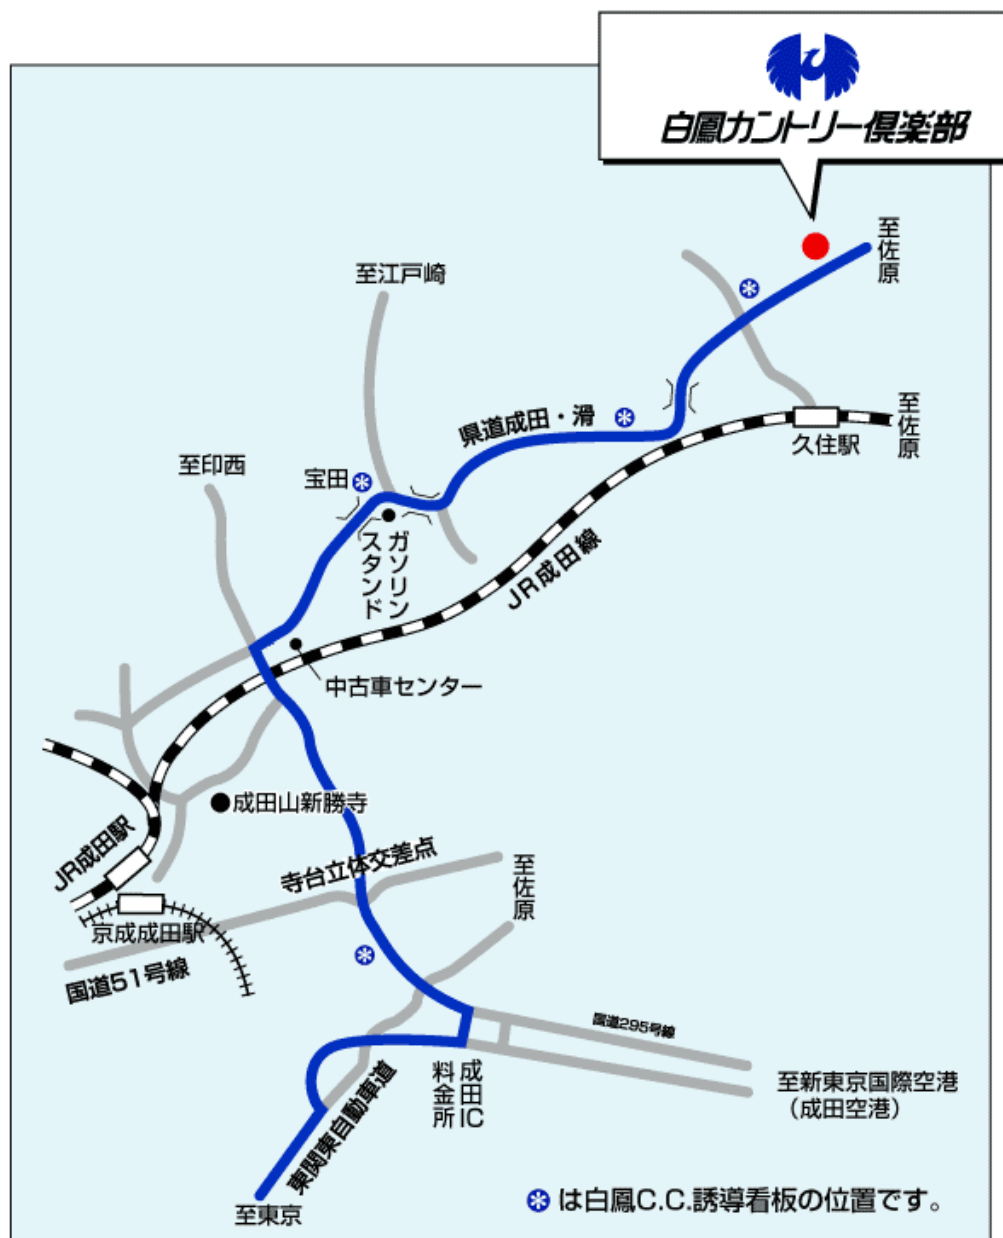 白鳳カントリー倶楽部
至佐原
至江戸崎
県道成田・滑
至佐原
久住駅
至印西
宝田
ガソリン
スタンド
JR成田線
中古車センター
成田山新勝寺
JR成田駅
寺台立体交差点
至佐原
京成成田駅
国道51号線
国道295号線
成田IC
料金所
至新東京国際空港
（成田空港）
東関東自動車道
至東京
は白鳳C.C.誘導看板の位置です。